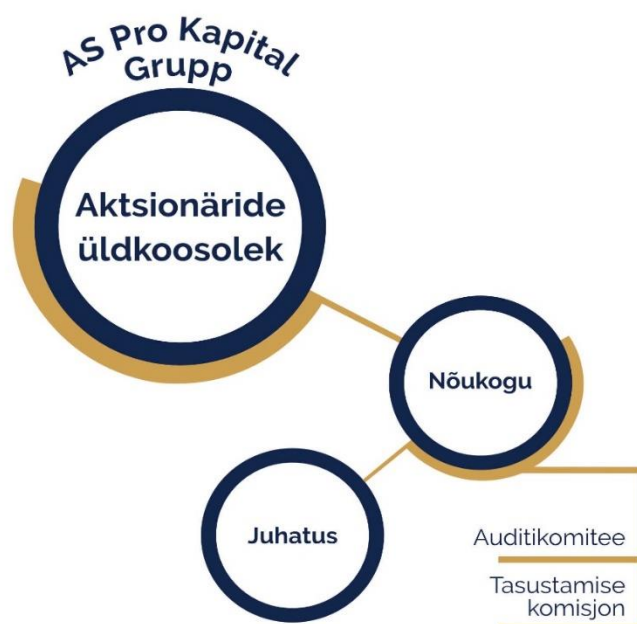 AS Pro Kapital
Grupp
Aktsionäride
üldkoosolek
Nõukogu
Juhatus
Auditikomitee
Tasustamise
komisjon